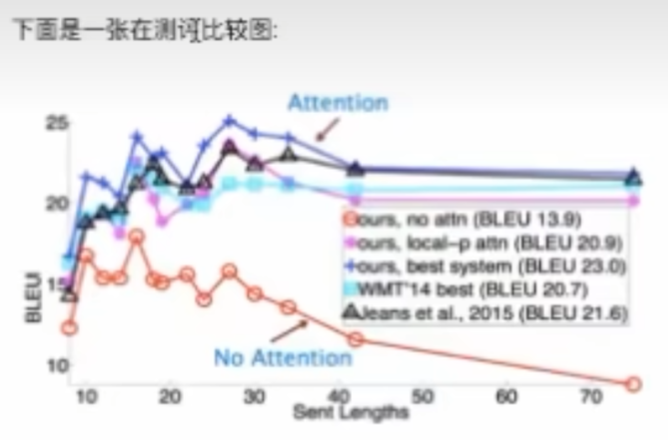 下面是一张在测词比较图:
Attention
25
20
15
10
BLEU
ours, no attn (BLEU 13.9)
ours, local-p attn (BLEU 20.9)
ours, best system (BLEU 23.0)
WMT'14 best (BLEU 20.7)
Jeans et al., 2015 (BLEU 21.6)
No Attention
10 20 30 40 50 60 70
Sent Lengths